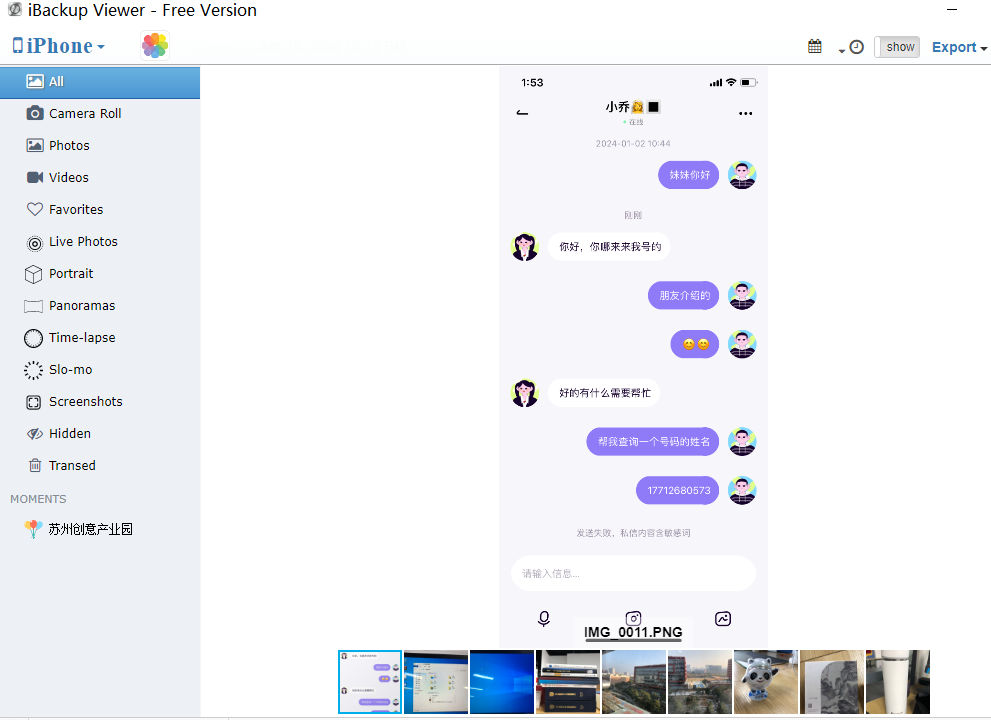 iBackup Viewer - Free Version
iPhone
show
Export
All
Camera Roll
Photos
Videos
Favorites
Live Photos
Portrait
Panoramas
Time-lapse
Slo-mo
Screenshots
Hidden
Transed
MOMENTS
苏州创意产业园
1:53
小乔
在线
2024-01-02 10:44
妹妹你好
刚刚
你好，你哪来来我号的
朋友介绍的
😊😊
好的有什么需要帮忙
帮我查询一个号码的姓名
17712680573
发送失败，私信内容含敏感词
请输入信息...
IMG_0011.PNG